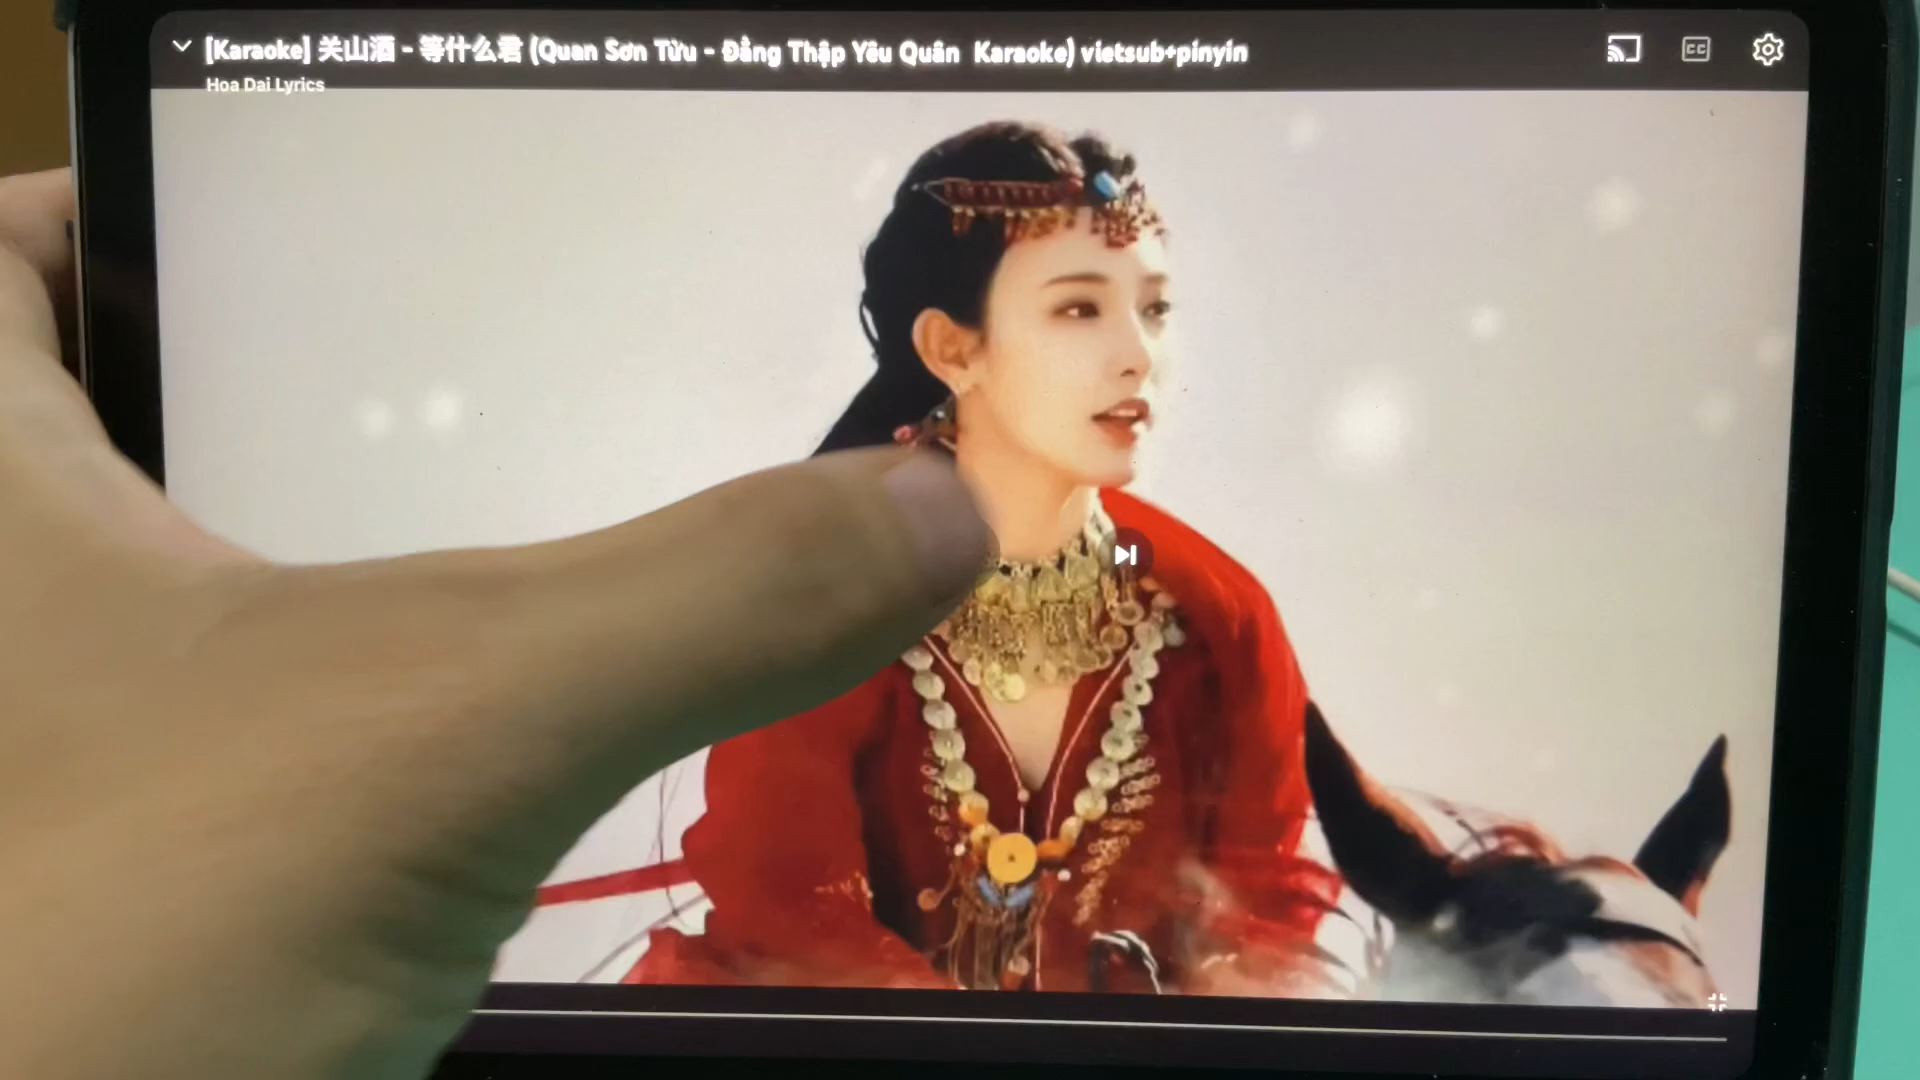 [Karaoke] 关山酒 - 等什么君 (Quan Sơn Tửu - Đẳng Thập Yêu Quân Karaoke) vietsub+pinyin
Hoa Dai Lyrics
CC